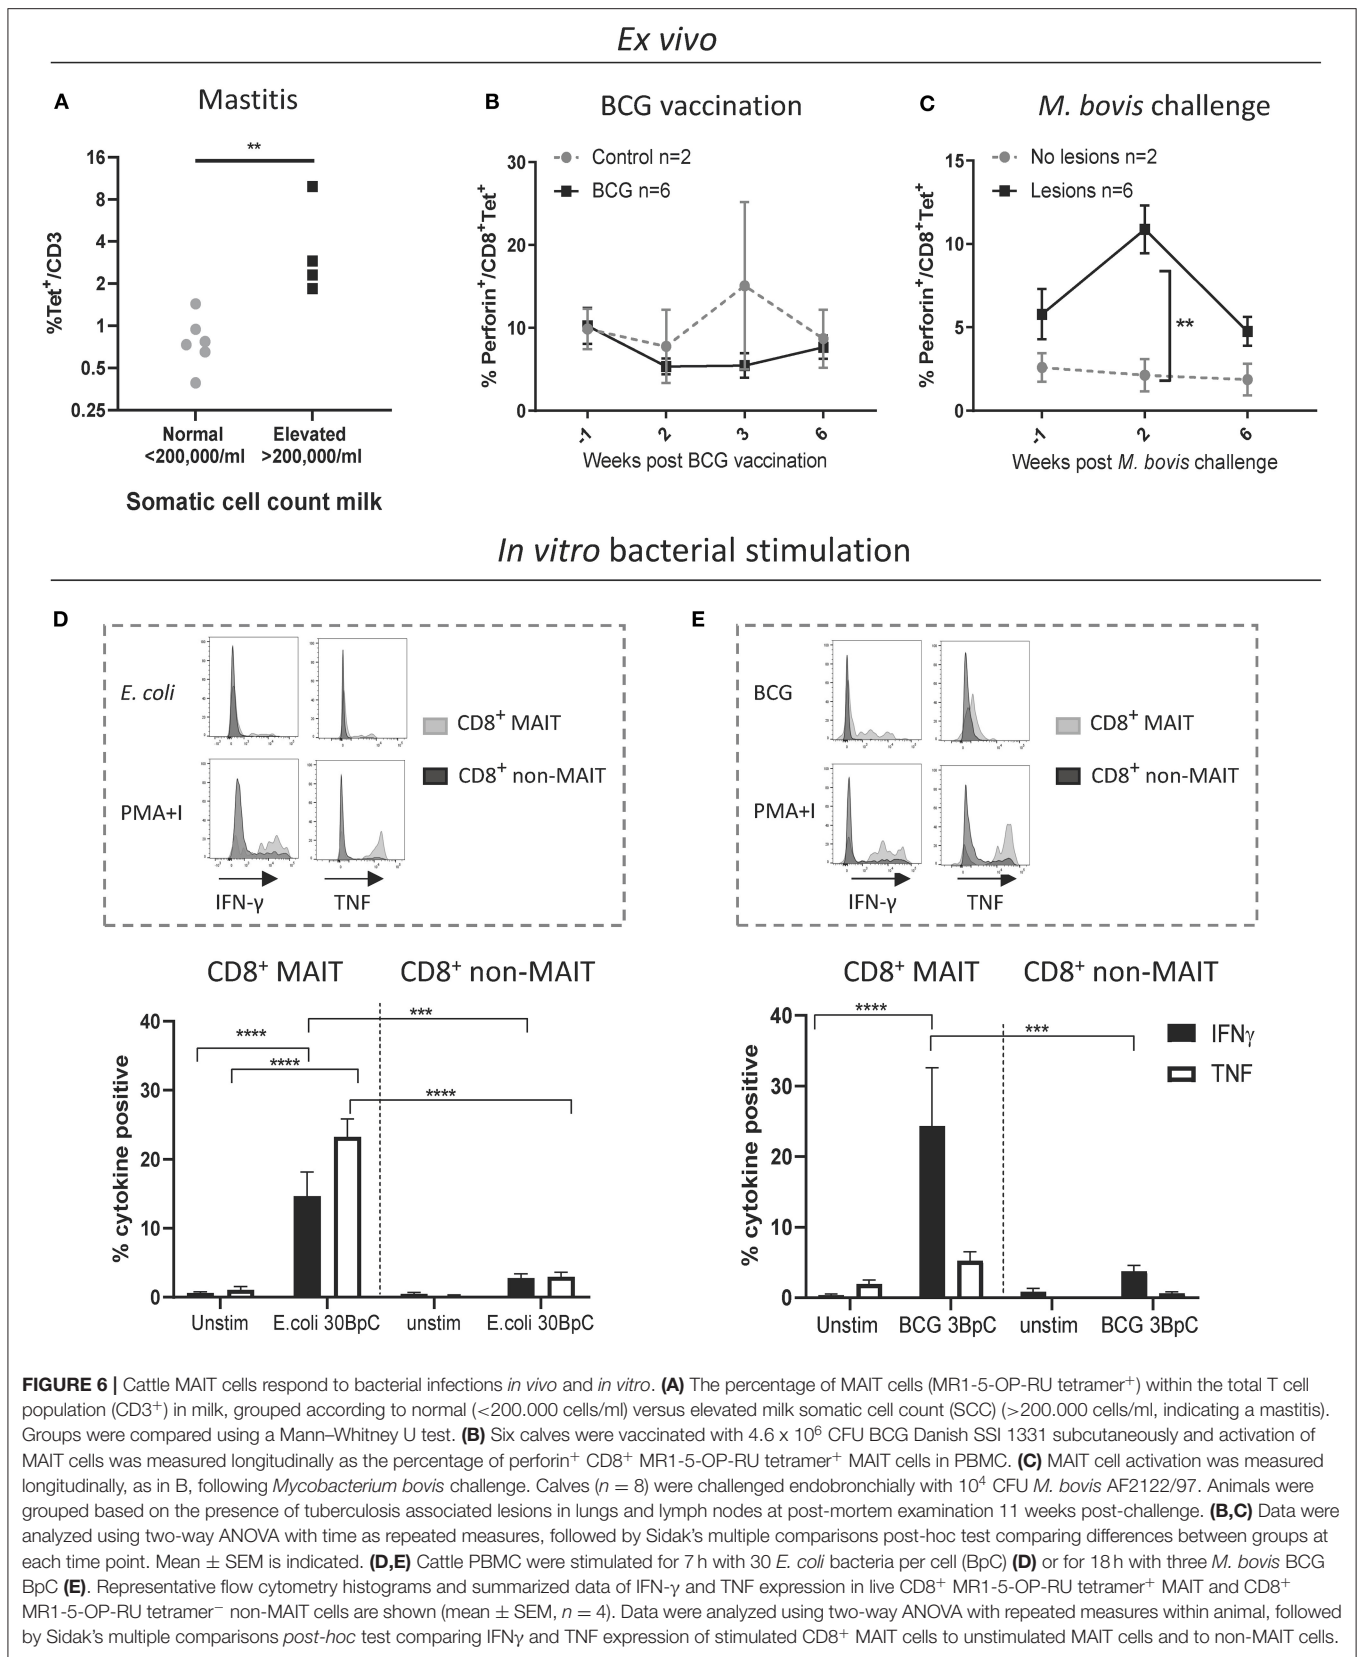 Ex vivo
A
Mastitis
**
16
8
4
2
1
0.5
0.25
%Tet+/CD3
Normal
<200,000/ml
Elevated
>200,000/ml
Somatic cell count milk
B
BCG vaccination
Control n=2
BCG n=6
30
20
10
0
% Perforin+/CD8+Tet+
-1
2
3
6
Weeks post BCG vaccination
C
M. bovis challenge
No lesions n=2
Lesions n=6
15
10
5
0
% Perforin+/CD8+Tet+
**
-1
2
6
Weeks post M. bovis challenge
In vitro bacterial stimulation
D
E. coli
PMA+I
CD8+ MAIT
CD8+ non-MAIT
IFN-γ
TNF
CD8+ MAIT
CD8+ non-MAIT
***
****
****
****
40
30
20
10
0
% cytokine positive
Unstim
E.coli 30BpC
unstim
E.coli 30BpC
E
BCG
PMA+I
CD8+ MAIT
CD8+ non-MAIT
IFN-γ
TNF
CD8+ MAIT
CD8+ non-MAIT
****
***
40
30
20
10
0
% cytokine positive
IFNγ
TNF
Unstim
BCG 3BpC
unstim
BCG 3BpC
FIGURE 6 | Cattle MAIT cells respond to bacterial infections in vivo and in vitro. (A) The percentage of MAIT cells (MR1-5-OP-RU tetramer+) within the total T cell
population (CD3+) in milk, grouped according to normal (<200.000 cells/ml) versus elevated milk somatic cell count (SCC) (>200.000 cells/ml, indicating a mastitis).
Groups were compared using a Mann–Whitney U test. (B) Six calves were vaccinated with 4.6 x 10⁶ CFU BCG Danish SSI 1331 subcutaneously and activation of
MAIT cells was measured longitudinally as the percentage of perforin+ CD8+ MR1-5-OP-RU tetramer+ MAIT cells in PBMC. (C) MAIT cell activation was measured
longitudinally, as in B, following Mycobacterium bovis challenge. Calves (n = 8) were challenged endobronchially with 10⁴ CFU M. bovis AF2122/97. Animals were
grouped based on the presence of tuberculosis associated lesions in lungs and lymph nodes at post-mortem examination 11 weeks post-challenge. (B,C) Data were
analyzed using two-way ANOVA with time as repeated measures, followed by Sidak's multiple comparisons post-hoc test comparing differences between groups at
each time point. Mean ± SEM is indicated. (D,E) Cattle PBMC were stimulated for 7 h with 30 E. coli bacteria per cell (BpC) (D) or for 18 h with three M. bovis BCG
BpC (E). Representative flow cytometry histograms and summarized data of IFN-γ and TNF expression in live CD8+ MR1-5-OP-RU tetramer+ MAIT and CD8+
MR1-5-OP-RU tetramer− non-MAIT cells are shown (mean ± SEM, n = 4). Data were analyzed using two-way ANOVA with repeated measures within animal, followed
by Sidak's multiple comparisons post-hoc test comparing IFNγ and TNF expression of stimulated CD8+ MAIT cells to unstimulated MAIT cells and to non-MAIT cells.